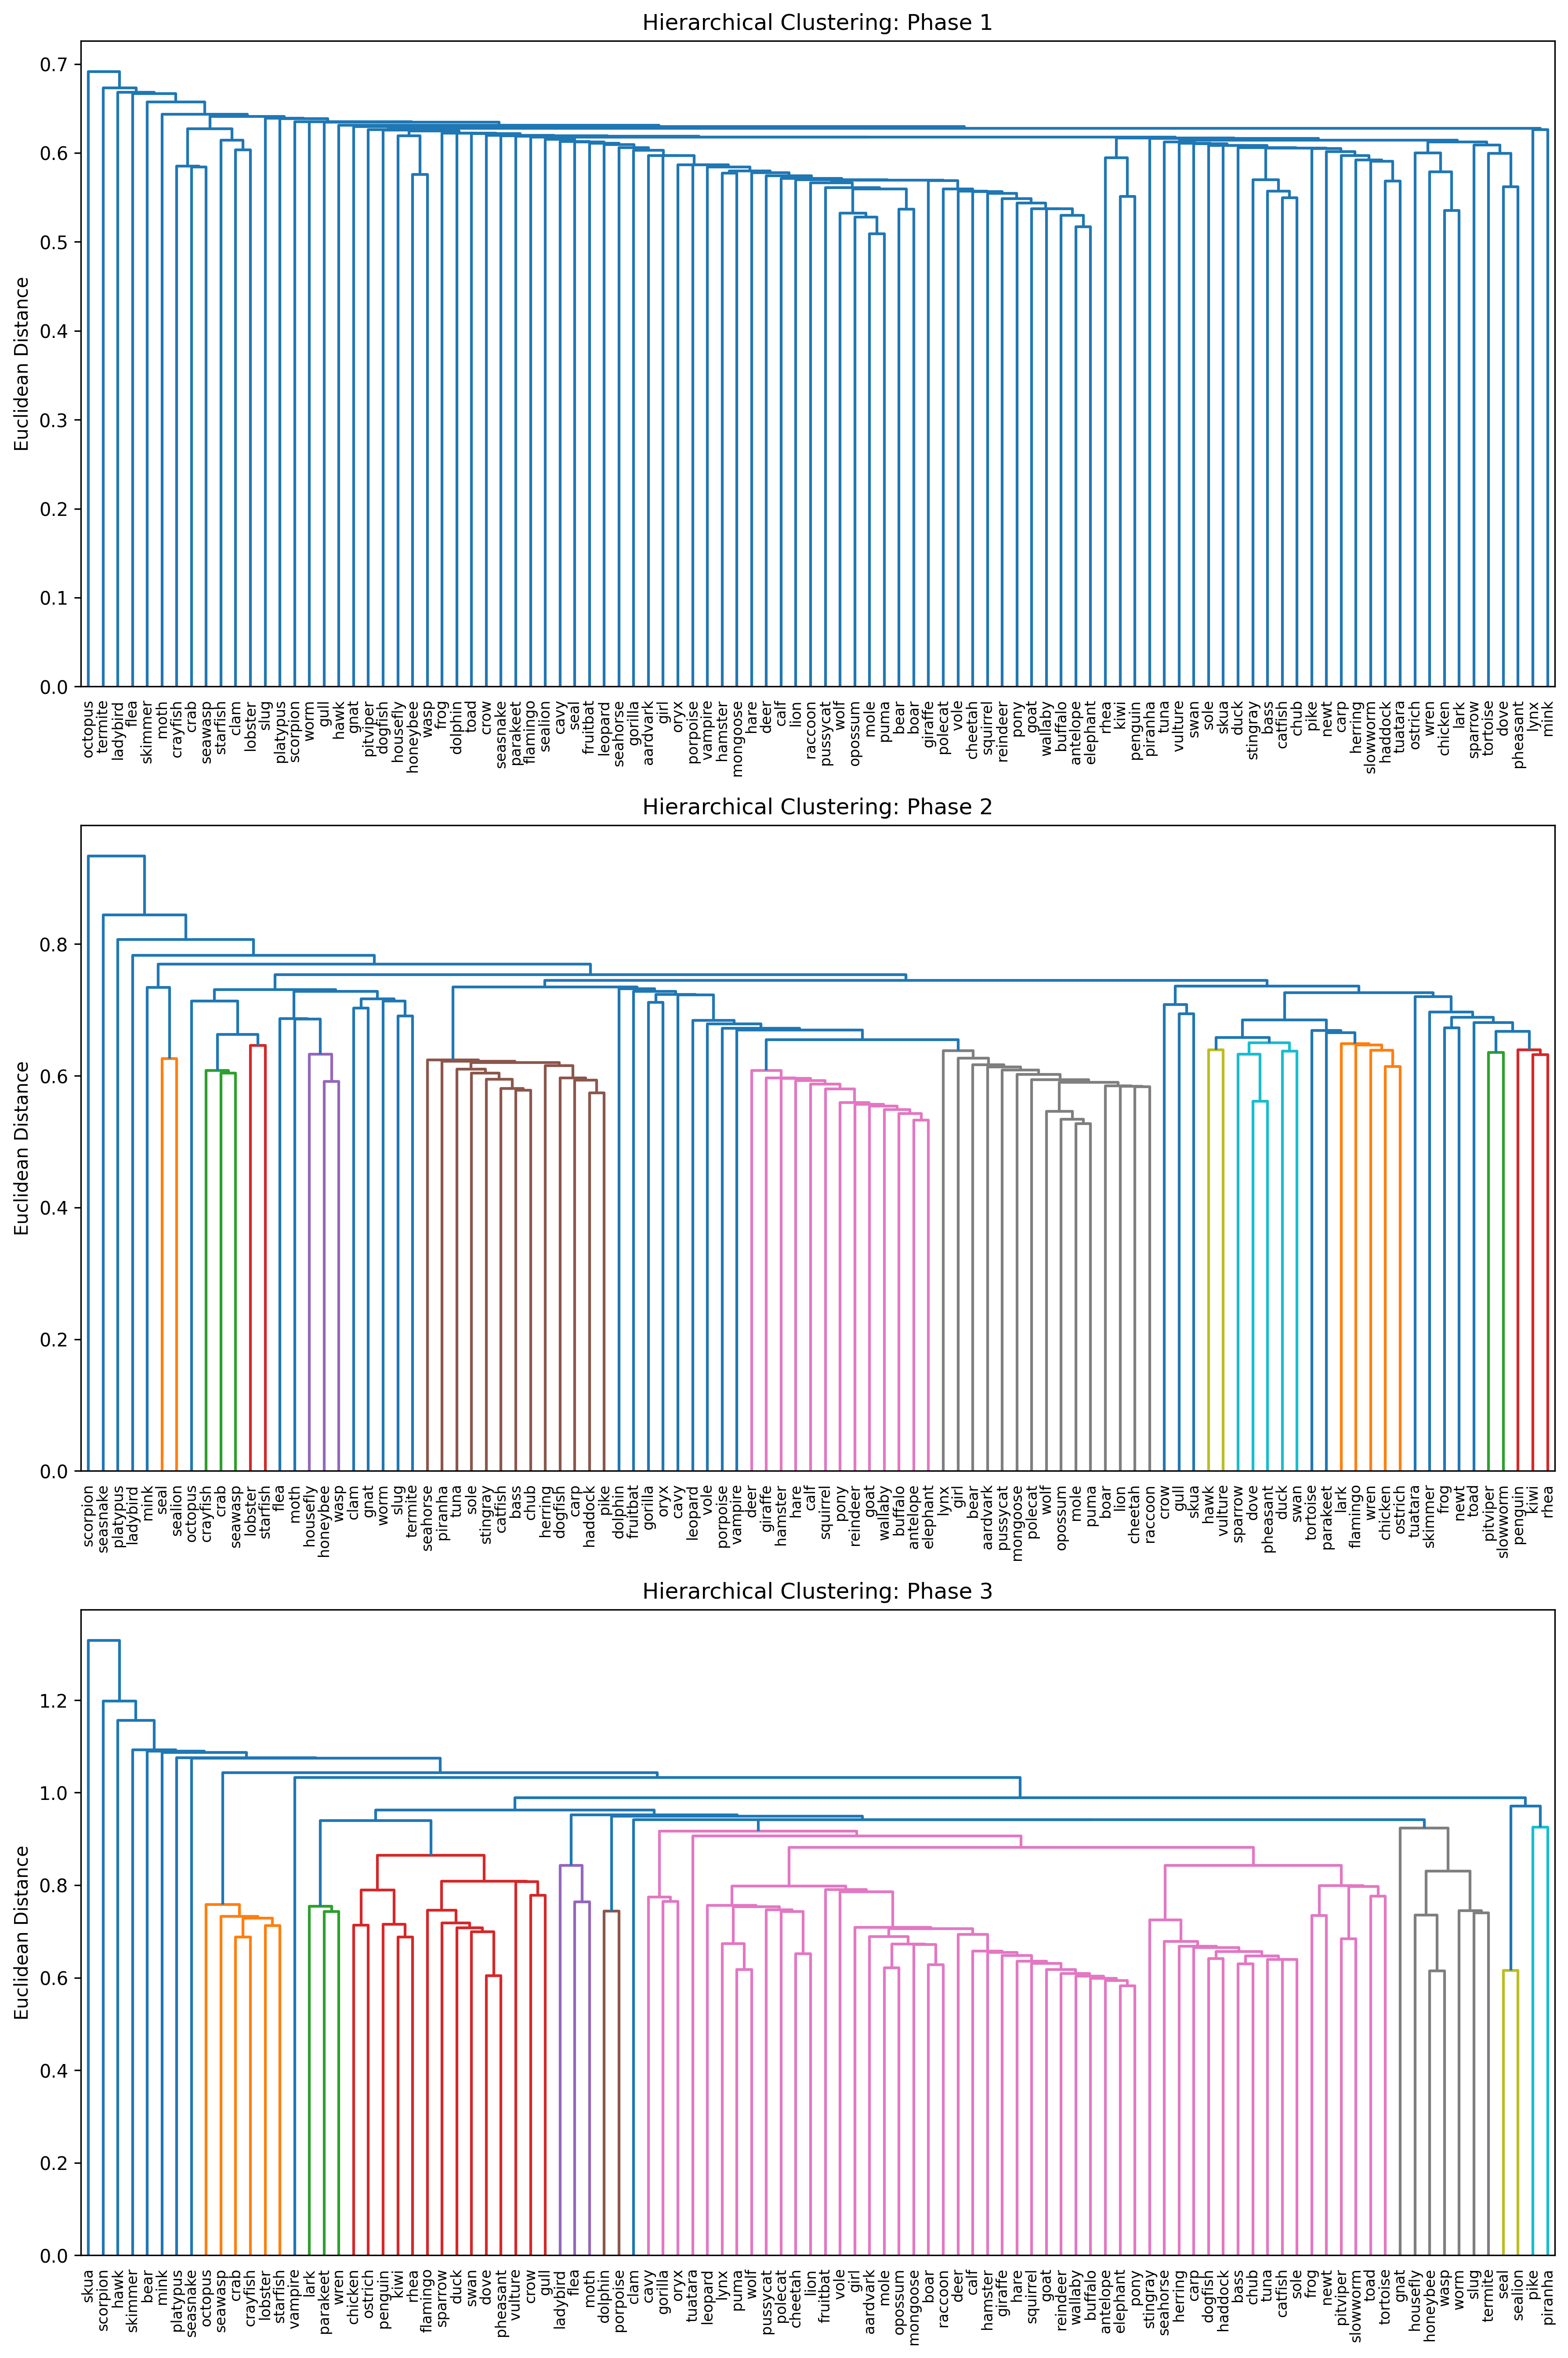 Hierarchical Clustering: Phase 1
Euclidean Distance
0.7
0.6
0.5
0.4
0.3
0.2
0.1
0.0
octopus termite ladybird flea skimmer moth crayfish crab seawasp starfish clam lobster slug platypus scorpion worm gull hawk gnat pitviper dogfish housefly honeybee wasp frog dolphin toad crow seasnake parakeet flamingo sealion cavy seal fruitbat leopard seahorse gorilla aardvark girl oryx porpoise vampire hamster mongoose hare deer calf lion raccoon pussycat wolf opossum mole puma bear boar giraffe polecat vole cheetah squirrel reindeer pony goat wallaby buffalo antelope elephant rhea kiwi penguin piranha tuna vulture swan sole skua duck stingray bass catfish chub pike newt carp herring slowworm haddock tuatara ostrich wren chicken lark sparrow tortoise dove pheasant lynx mink
Hierarchical Clustering: Phase 2
Euclidean Distance
0.8
0.6
0.4
0.2
0.0
scorpion seasnake platypus ladybird mink seal sealion octopus crayfish crab seawasp lobster starfish flea moth housefly honeybee wasp clam gnat worm slug termite seahorse piranha tuna sole stingray catfish bass chub herring dogfish carp haddock pike dolphin fruitbat gorilla oryx cavy leopard vole porpoise vampire deer giraffe hamster hare calf squirrel pony reindeer goat wallaby buffalo antelope elephant lynx girl bear aardvark pussycat mongoose polecat wolf opossum mole puma boar lion cheetah raccoon crow gull skua hawk vulture sparrow dove pheasant duck swan tortoise parakeet lark flamingo wren chicken ostrich tuatara skimmer frog newt toad pitviper slowworm penguin kiwi rhea
Hierarchical Clustering: Phase 3
Euclidean Distance
1.2
1.0
0.8
0.6
0.4
0.2
0.0
skua scorpion hawk skimmer bear mink platypus seasnake octopus seawasp crab crayfish lobster starfish vampire lark parakeet wren chicken ostrich penguin kiwi rhea flamingo sparrow duck swan dove pheasant vulture crow gull ladybird flea moth dolphin porpoise clam cavy gorilla oryx tuatara leopard lynx puma wolf pussycat polecat cheetah lion fruitbat vole girl aardvark mole opossum mongoose boar raccoon deer calf hamster giraffe hare squirrel goat reindeer wallaby buffalo antelope elephant pony stingray seahorse herring carp dogfish haddock bass chub tuna catfish sole frog newt pitviper slowworm toad tortoise gnat housefly honeybee wasp worm slug termite seal sealion pike piranha